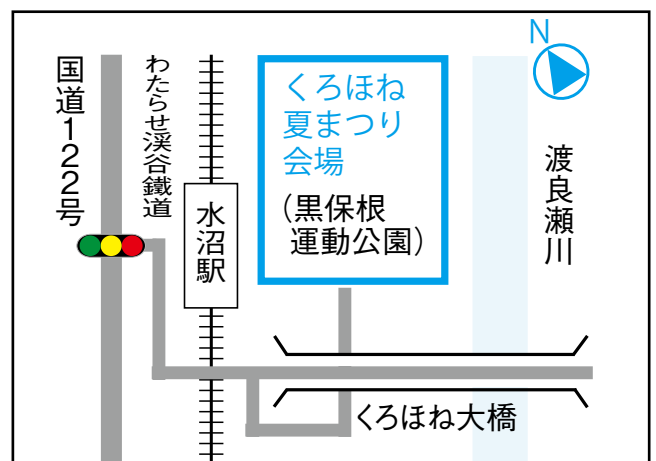 国道122号
わたらせ渓谷鐵道
水沼駅
くろほね
夏まつり
会場
(黒保根
運動公園)
N
渡良瀬川
くろほね大橋